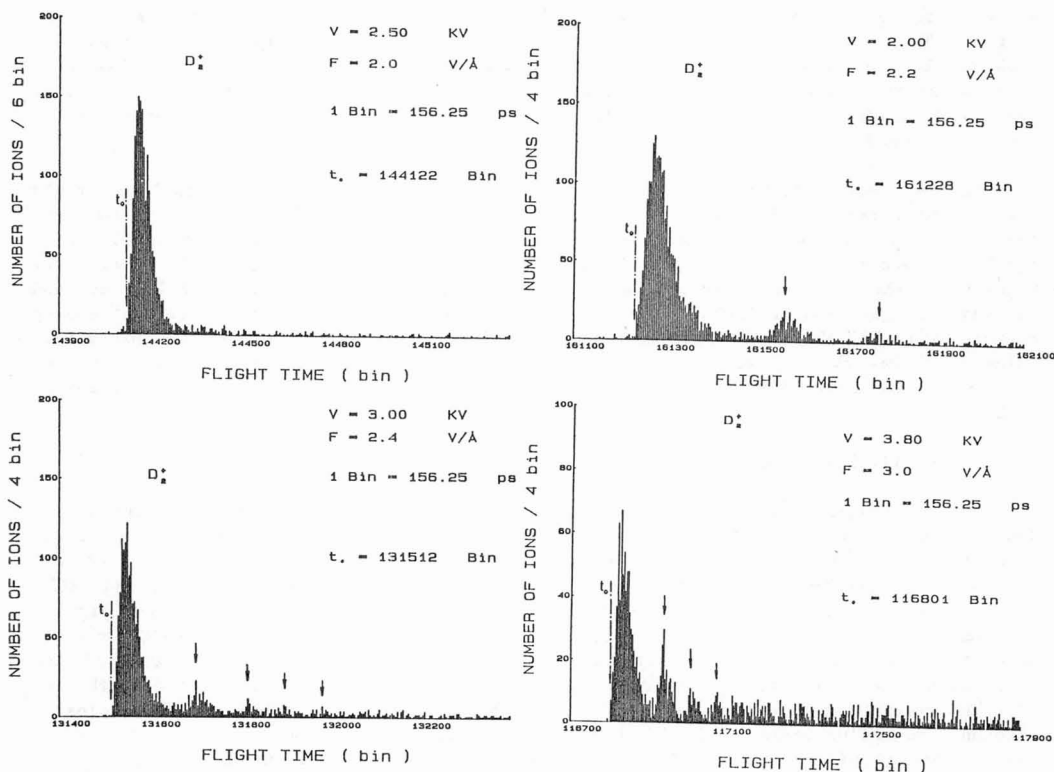 200
150
100
50
0
NUMBER OF IONS / 6 bin
V = 2.50 KV
D₂⁺
F = 2.0 V/Å
1 Bin = 156.25 ps
t₀ = 144122 Bin
t₀
143900 144200 144500 144800 145100
FLIGHT TIME ( bin )
200
150
100
50
0
NUMBER OF IONS / 4 bin
V = 2.00 KV
D₂⁺
F = 2.2 V/Å
1 Bin = 156.25 ps
t₀ = 161228 Bin
t₀
161100 161300 161500 161700 161900 162100
FLIGHT TIME ( bin )
200
150
100
50
0
NUMBER OF IONS / 4 bin
V = 3.00 KV
F = 2.4 V/Å
D₂⁺
1 Bin = 156.25 ps
t₀ = 131512 Bin
t₀
131400 131600 131800 132000 132200
FLIGHT TIME ( bin )
100
80
60
40
20
0
NUMBER OF IONS / 4 bin
D₂⁺
V = 3.80 KV
F = 3.0 V/Å
1 Bin = 156.25 ps
t₀ = 116801 Bin
t₀
116700 117100 117500 117900
FLIGHT TIME ( bin )